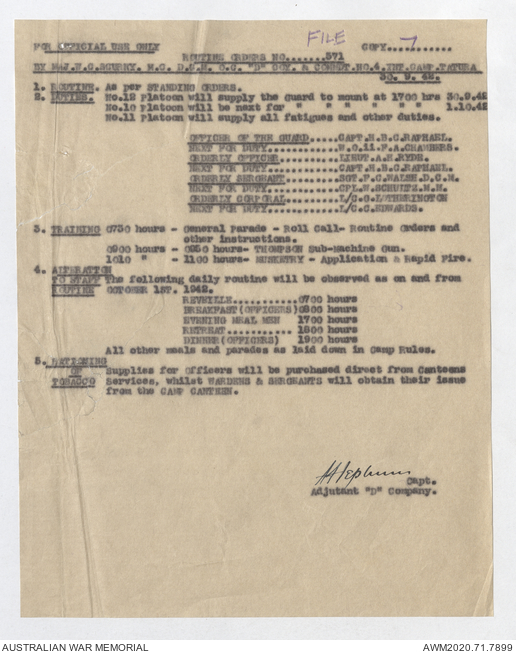 FILE
FOR OFFICIAL USE ONLY COPY...7.......
ROUTINE ORDERS NO......371
BY MAJ.W.G.SCURRY. M.C. D.C.M. O.C. "D" COY. & COMDT.NO.4.INT.CAMP.TATURA
30. 9. 42.
1. ROUTINE. As per STANDING ORDERS.
2. DUTIES. No.12 Platoon will supply the guard to mount at 1700 hrs 30.9.42
No.10 Platoon will be next for " " " " " " 1.10.42
No.11 Platoon will supply all fatigues and other duties.
OFFICER OF THE GUARD....CAPT.H.B.C.RAPHAEL.
NEXT FOR DUTY...........W.O.ii.F.A.CHAMBERS.
ORDERLY OFFICER.........LIEUT.A.H.RYDE.
NEXT FOR DUTY...........CAPT.H.B.C.RAPHAEL.
ORDERLY SERGEANT........SGT.P.C.WALSH.D.C.M.
NEXT FOR DUTY...........CPL.W.SCHULTZ.M.M.
ORDERLY CORPORAL........L/C.G.
NEXT FOR DUTY...........L/C.C.EDWARDS.
3. TRAINING 0730 hours - General Parade - Roll Call- Routine Orders and
other instructions.
0900 hours - 0950 hours- THOMPSON Sub-Machine Gun.
1010 " - 1100 hours- MUSKETRY - Application & Rapid Fire.
4. ALTERATION
TO STAFF The following daily routine will be observed as on and from
ROUTINE OCTOBER 1ST. 1942.
REVEILLE............0700 hours
BREAKFAST(OFFICERS)0800 hours
EVENING MEAL MEN 1700 hours
RETREAT...........1800 hours
DINNER(OFFICERS) 1900 hours
All other meals and parades as laid down in Camp Rules.
5. RATIONING
OF Supplies for Officers will be purchased direct from Canteens
TOBACCO Services, whilst WARDENS & SERGEANTS will obtain their issue
from the CAMP CANTEEN.
Capt.
Adjutant "D" Company.
AUSTRALIAN WAR MEMORIAL AWM2020.71.7899